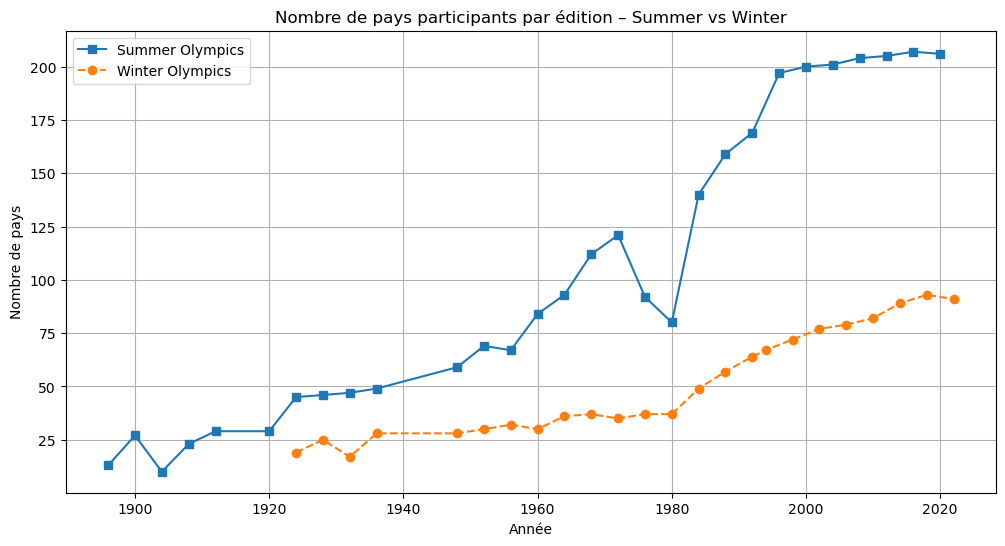 Nombre de pays participants par édition – Summer vs Winter
Summer Olympics
Winter Olympics
200
175
150
125
100
75
50
25
Nombre de pays
1900 1920 1940 1960 1980 2000 2020
Année